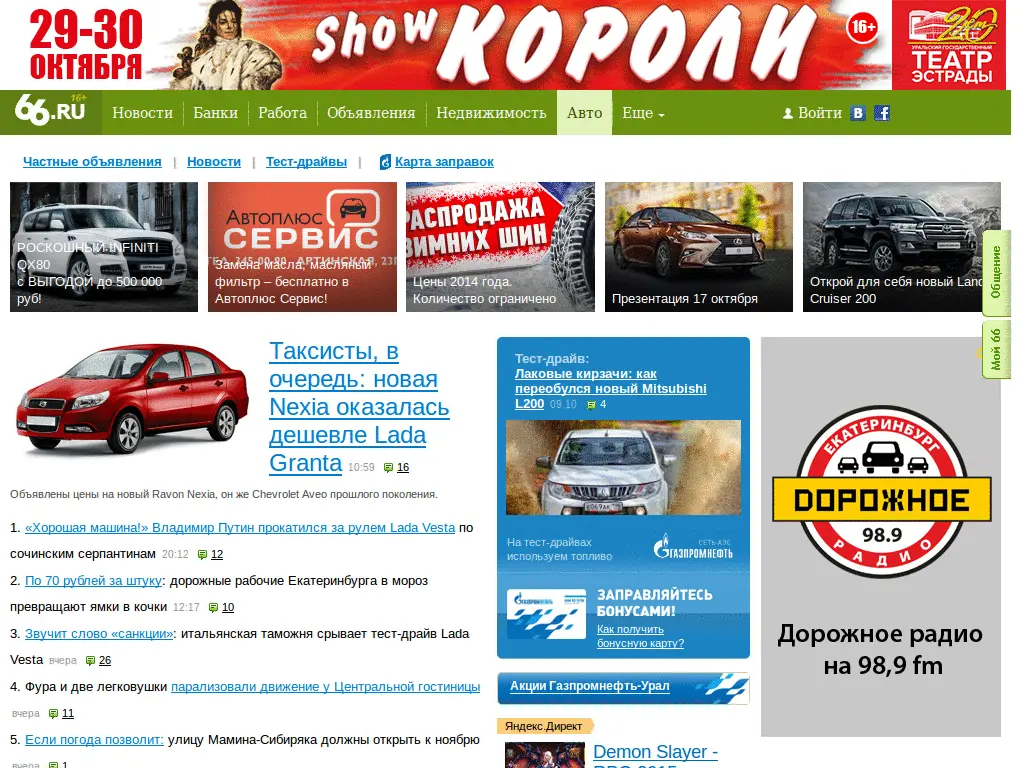 29-30
ОКТЯБРЯ
show КОРОЛИ
16+
УРАЛЬСКИЙ ГОСУДАРСТВЕННЫЙ
ТЕАТР
ЭСТРАДЫ
66.RU 16+
Новости
Банки
Работа
Объявления
Недвижимость
Авто
Еще
Войти
Частные объявления | Новости | Тест-драйвы | Карта заправок
РОСКОШНЫЙ INFINITI
QX80
с ВЫГОДОЙ до 500 000
руб!
Автоплюс
СЕРВИС
Замена масла, масляный
фильтр – бесплатно в
Автоплюс Сервис!
РАСПРОДАЖА
ЗИМНИХ ШИН
Цены 2014 года.
Количество ограничено
Презентация 17 октября
Открой для себя новый Land
Cruiser 200
Общение
Мой 66
Таксисты, в
очередь: новая
Nexia оказалась
дешевле Lada
Granta 10:59 16
Объявлены цены на новый Ravon Nexia, он же Chevrolet Aveo прошлого поколения.
1. «Хорошая машина!» Владимир Путин прокатился за рулем Lada Vesta по
сочинским серпантинам 20:12 12
2. По 70 рублей за штуку: дорожные рабочие Екатеринбурга в мороз
превращают ямки в кочки 12:17 10
3. Звучит слово «санкции»: итальянская таможня срывает тест-драйв Lada
Vesta вчера 26
4. Фура и две легковушки парализовали движение у Центральной гостиницы
вчера 11
5. Если погода позволит: улицу Мамина-Сибиряка должны открыть к ноябрю
вчера 1
Тест-драйв:
Лаковые кирзачи: как
переобулся новый Mitsubishi
L200 09.10 4
На тест-драйвах
используем топливо
СЕТЬ АЗС
ГАЗПРОМНЕФТЬ
ЗАПРАВЛЯЙТЕСЬ
БОНУСАМИ!
Как получить
бонусную карту?
Акции Газпромнефть-Урал
Яндекс.Директ
Demon Slayer -
RPG 2015
ЕКАТЕРИНБУРГ
ДОРОЖНОЕ
98.9
РАДИО
Дорожное радио
на 98,9 fm